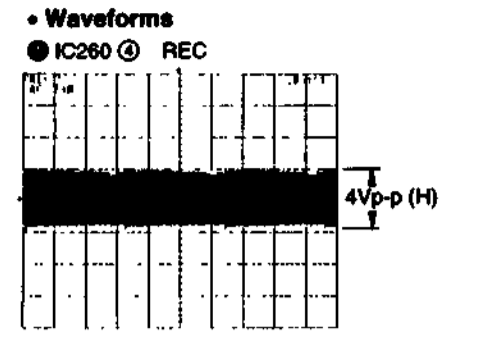 • Waveforms
● IC260 ④ REC
4Vp-p (H)